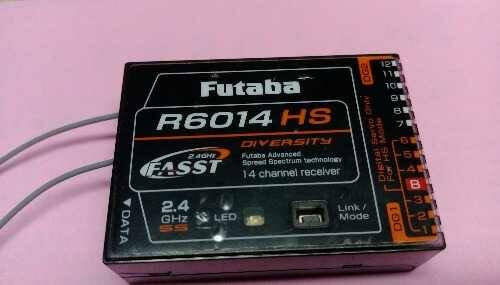 Futaba
R6014 HS
DIVERSITY
2.4GHz
FASST
Futaba Advanced
Spread Spectrum technology
14 channel receiver
2.4
GHz
SS
LED
Link /
Mode
▼DATA
DG2
12
11
10
9
8
7
6
5
4
B
3
2
1
DG1
Digital Servo Only
For HS Mode